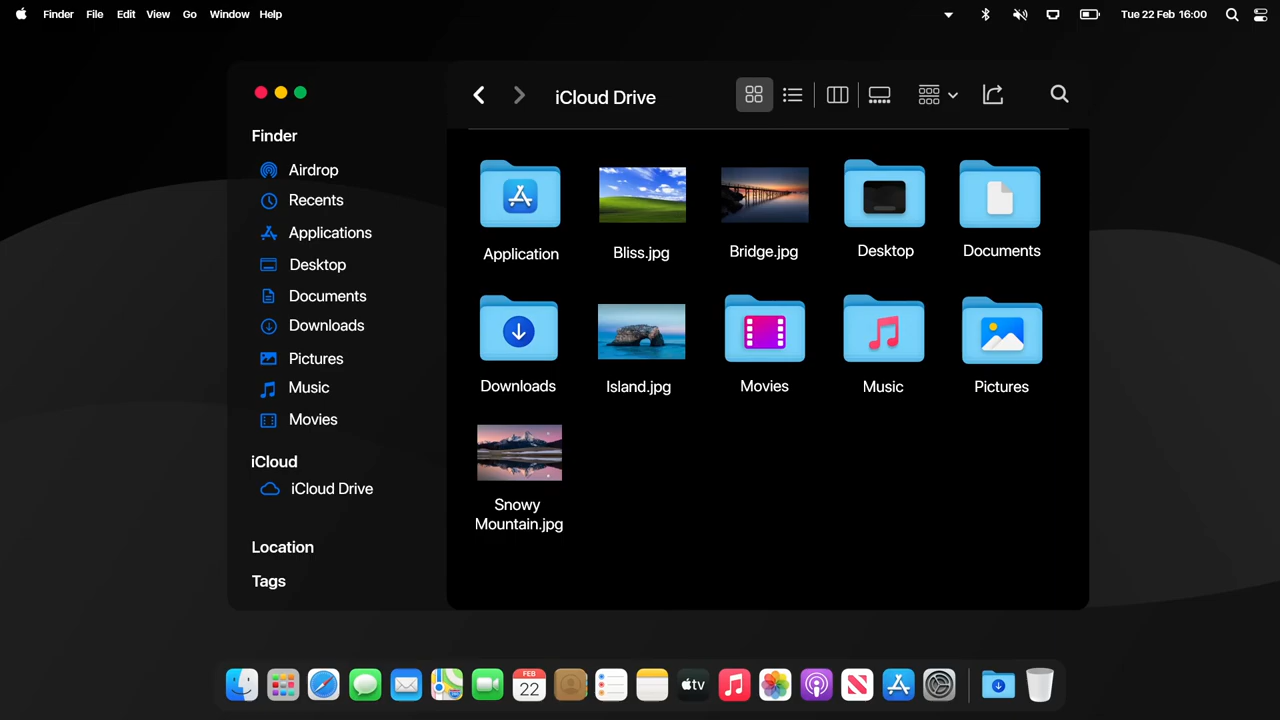 Finder File Edit View Go Window Help
Tue 22 Feb 16:00
iCloud Drive
Finder
Airdrop
Recents
Applications
Desktop
Documents
Downloads
Pictures
Music
Movies
iCloud
iCloud Drive
Location
Tags
Application
Bliss.jpg
Bridge.jpg
Desktop
Documents
Downloads
Island.jpg
Movies
Music
Pictures
Snowy
Mountain.jpg
FEB
22
tv